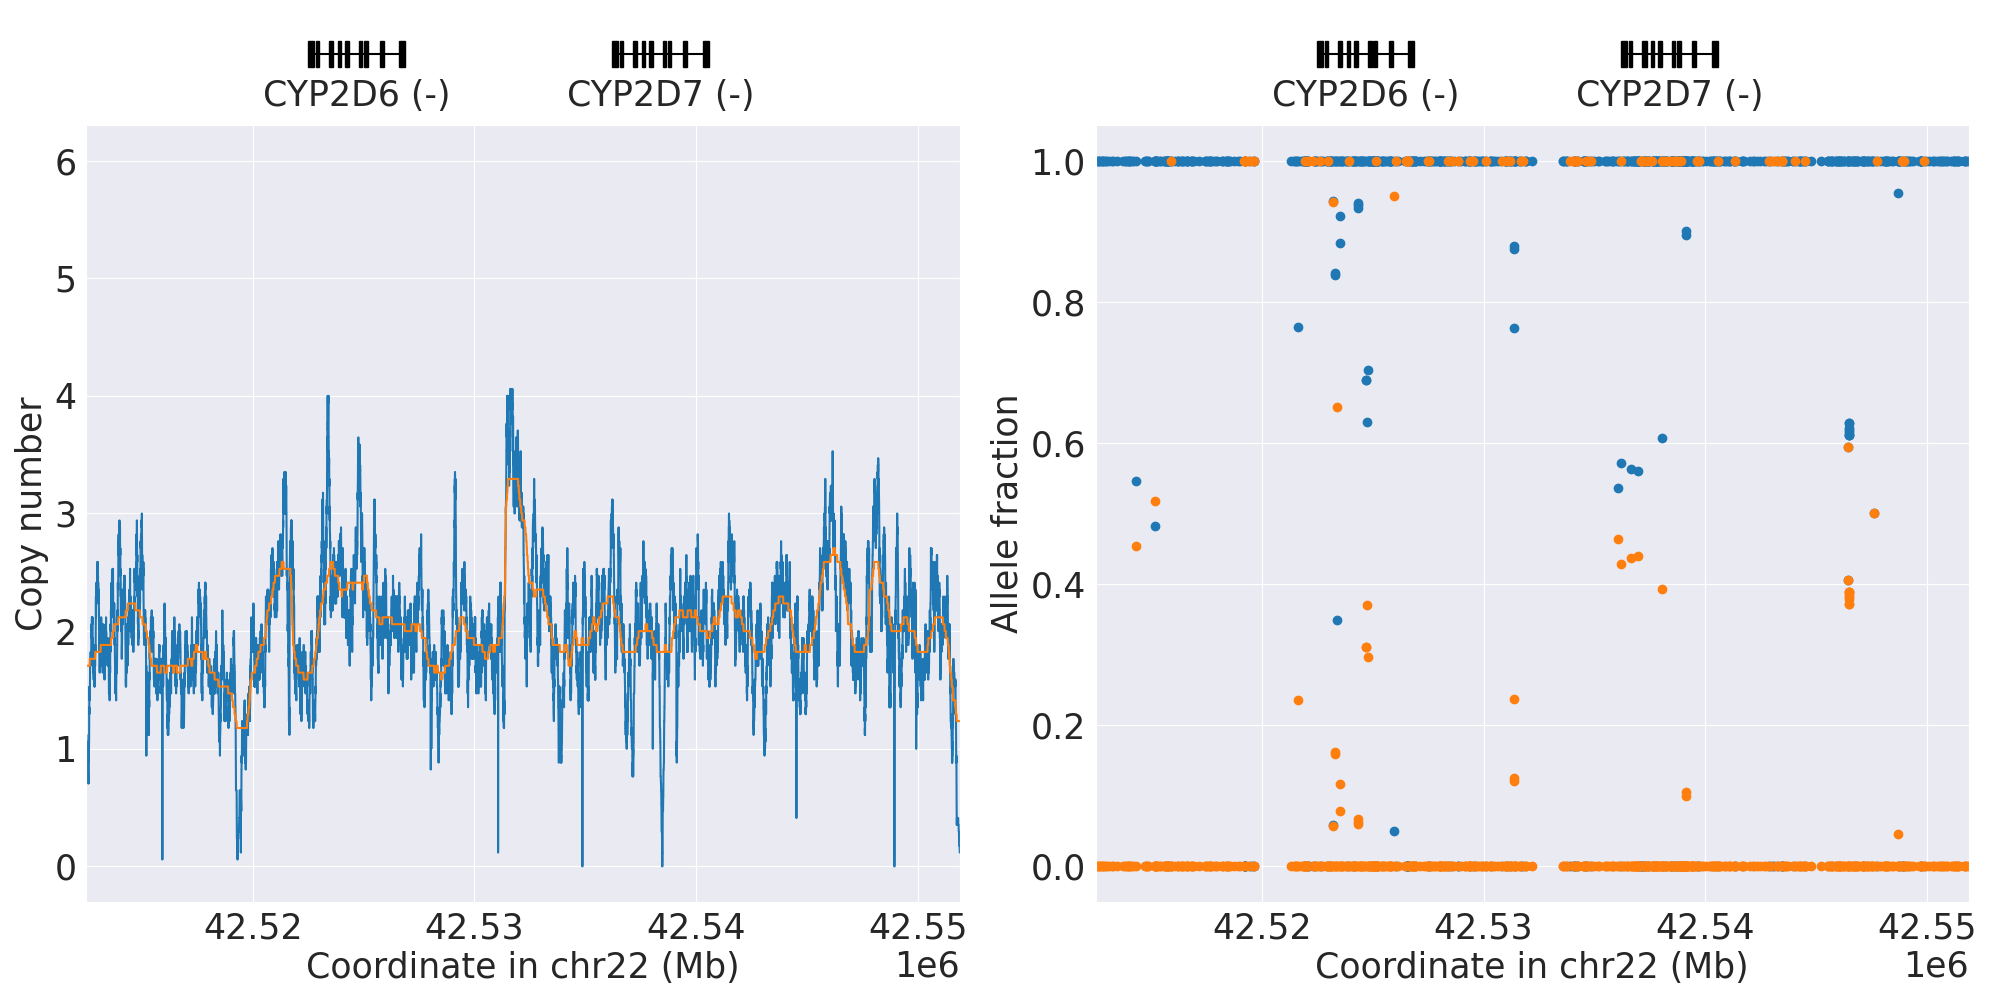 CYP2D6 (-) CYP2D7 (-)
6
5
4
3
2
1
0
Copy number
42.52 42.53 42.54 42.55
Coordinate in chr22 (Mb) 1e6
CYP2D6 (-) CYP2D7 (-)
1.0
0.8
0.6
0.4
0.2
0.0
Allele fraction
42.52 42.53 42.54 42.55
Coordinate in chr22 (Mb) 1e6